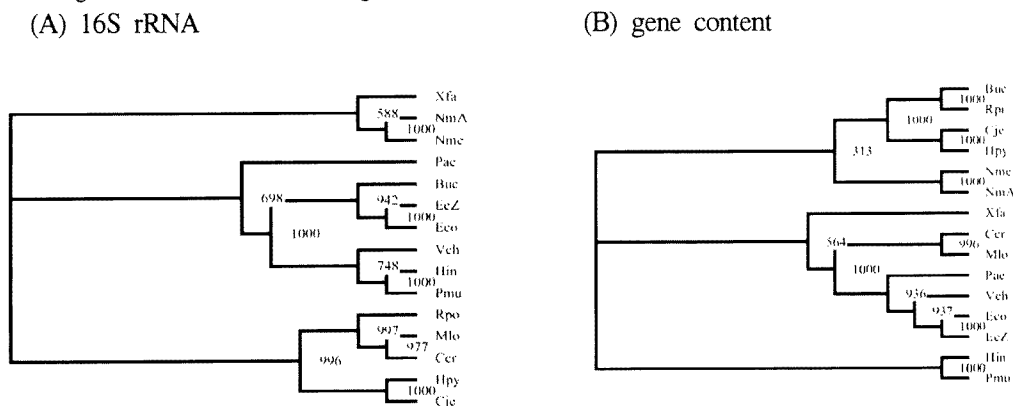 (A) 16S rRNA
(B) gene content
Xfa
588
NmA
1000
Nmc
Pac
Buc
698
942
EcZ
1000
Eco
1000
Vch
748
Hin
1000
Pmu
Rpo
997
Mlo
977
Ccr
996
Hpy
1000
Cje
Buc
1000
Rpr
1000
Cje
1000
Hpy
313
Nmc
1000
NmA
Xfa
Ccr
564
996
Mlo
1000
Pac
936
Vch
937
Eco
1000
EcZ
Hin
1000
Pmu